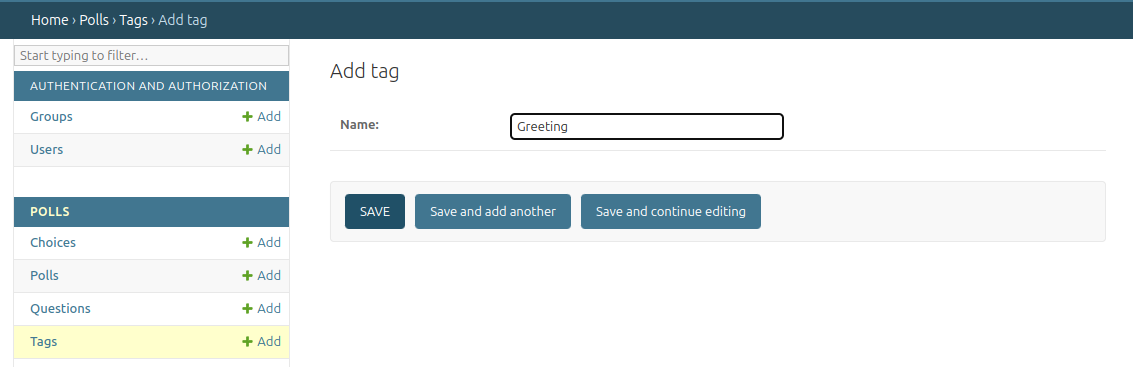 Home › Polls › Tags › Add tag
Start typing to filter…
AUTHENTICATION AND AUTHORIZATION
Groups Add
Users Add
POLLS
Choices Add
Polls Add
Questions Add
Tags Add
Add tag
Name: Greeting
SAVE Save and add another Save and continue editing